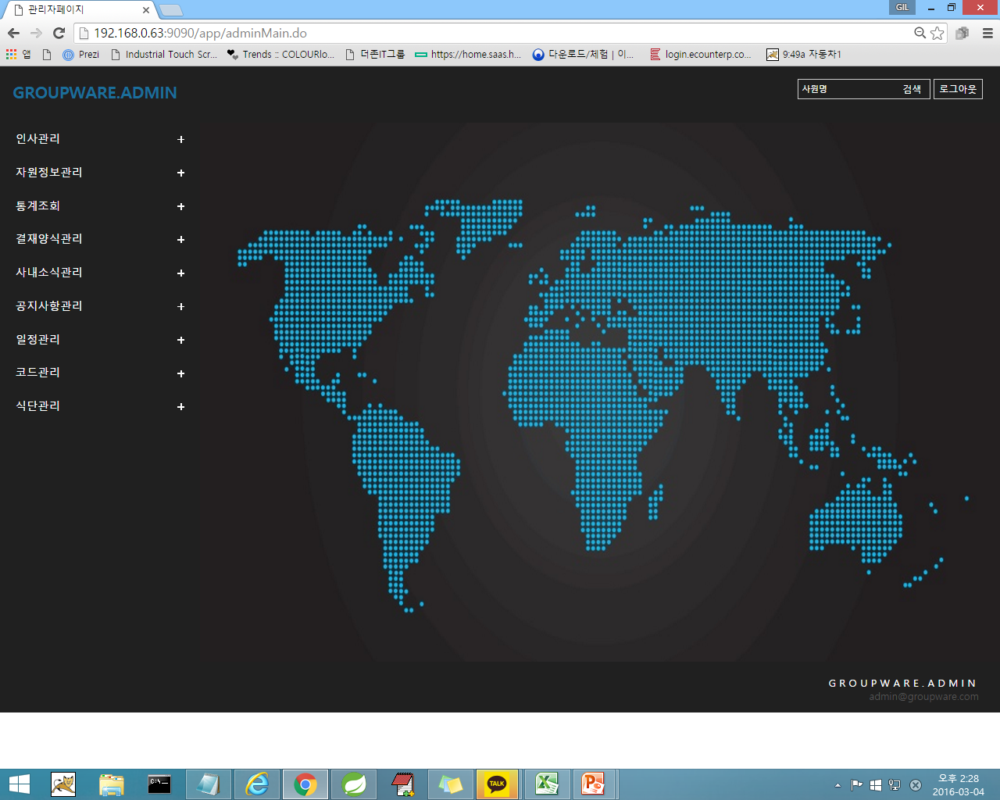 관리자페이지
GIL
192.168.0.63:9090/app/adminMain.do
앱
Prezi
Industrial Touch Scr...
Trends :: COLOURlo...
더존IT그룹
https://home.saas.h...
다운로드/체험 | 이...
login.ecounterp.co...
9:49a 자동차1
GROUPWARE.ADMIN
사원명 검색 로그아웃
인사관리 +
자원정보관리 +
통계조회 +
결재양식관리 +
사내소식관리 +
공지사항관리 +
일정관리 +
코드관리 +
식단관리 +
GROUPWARE.ADMIN
admin@groupware.com
C:\_
TALK
오후 2:28
2016-03-04